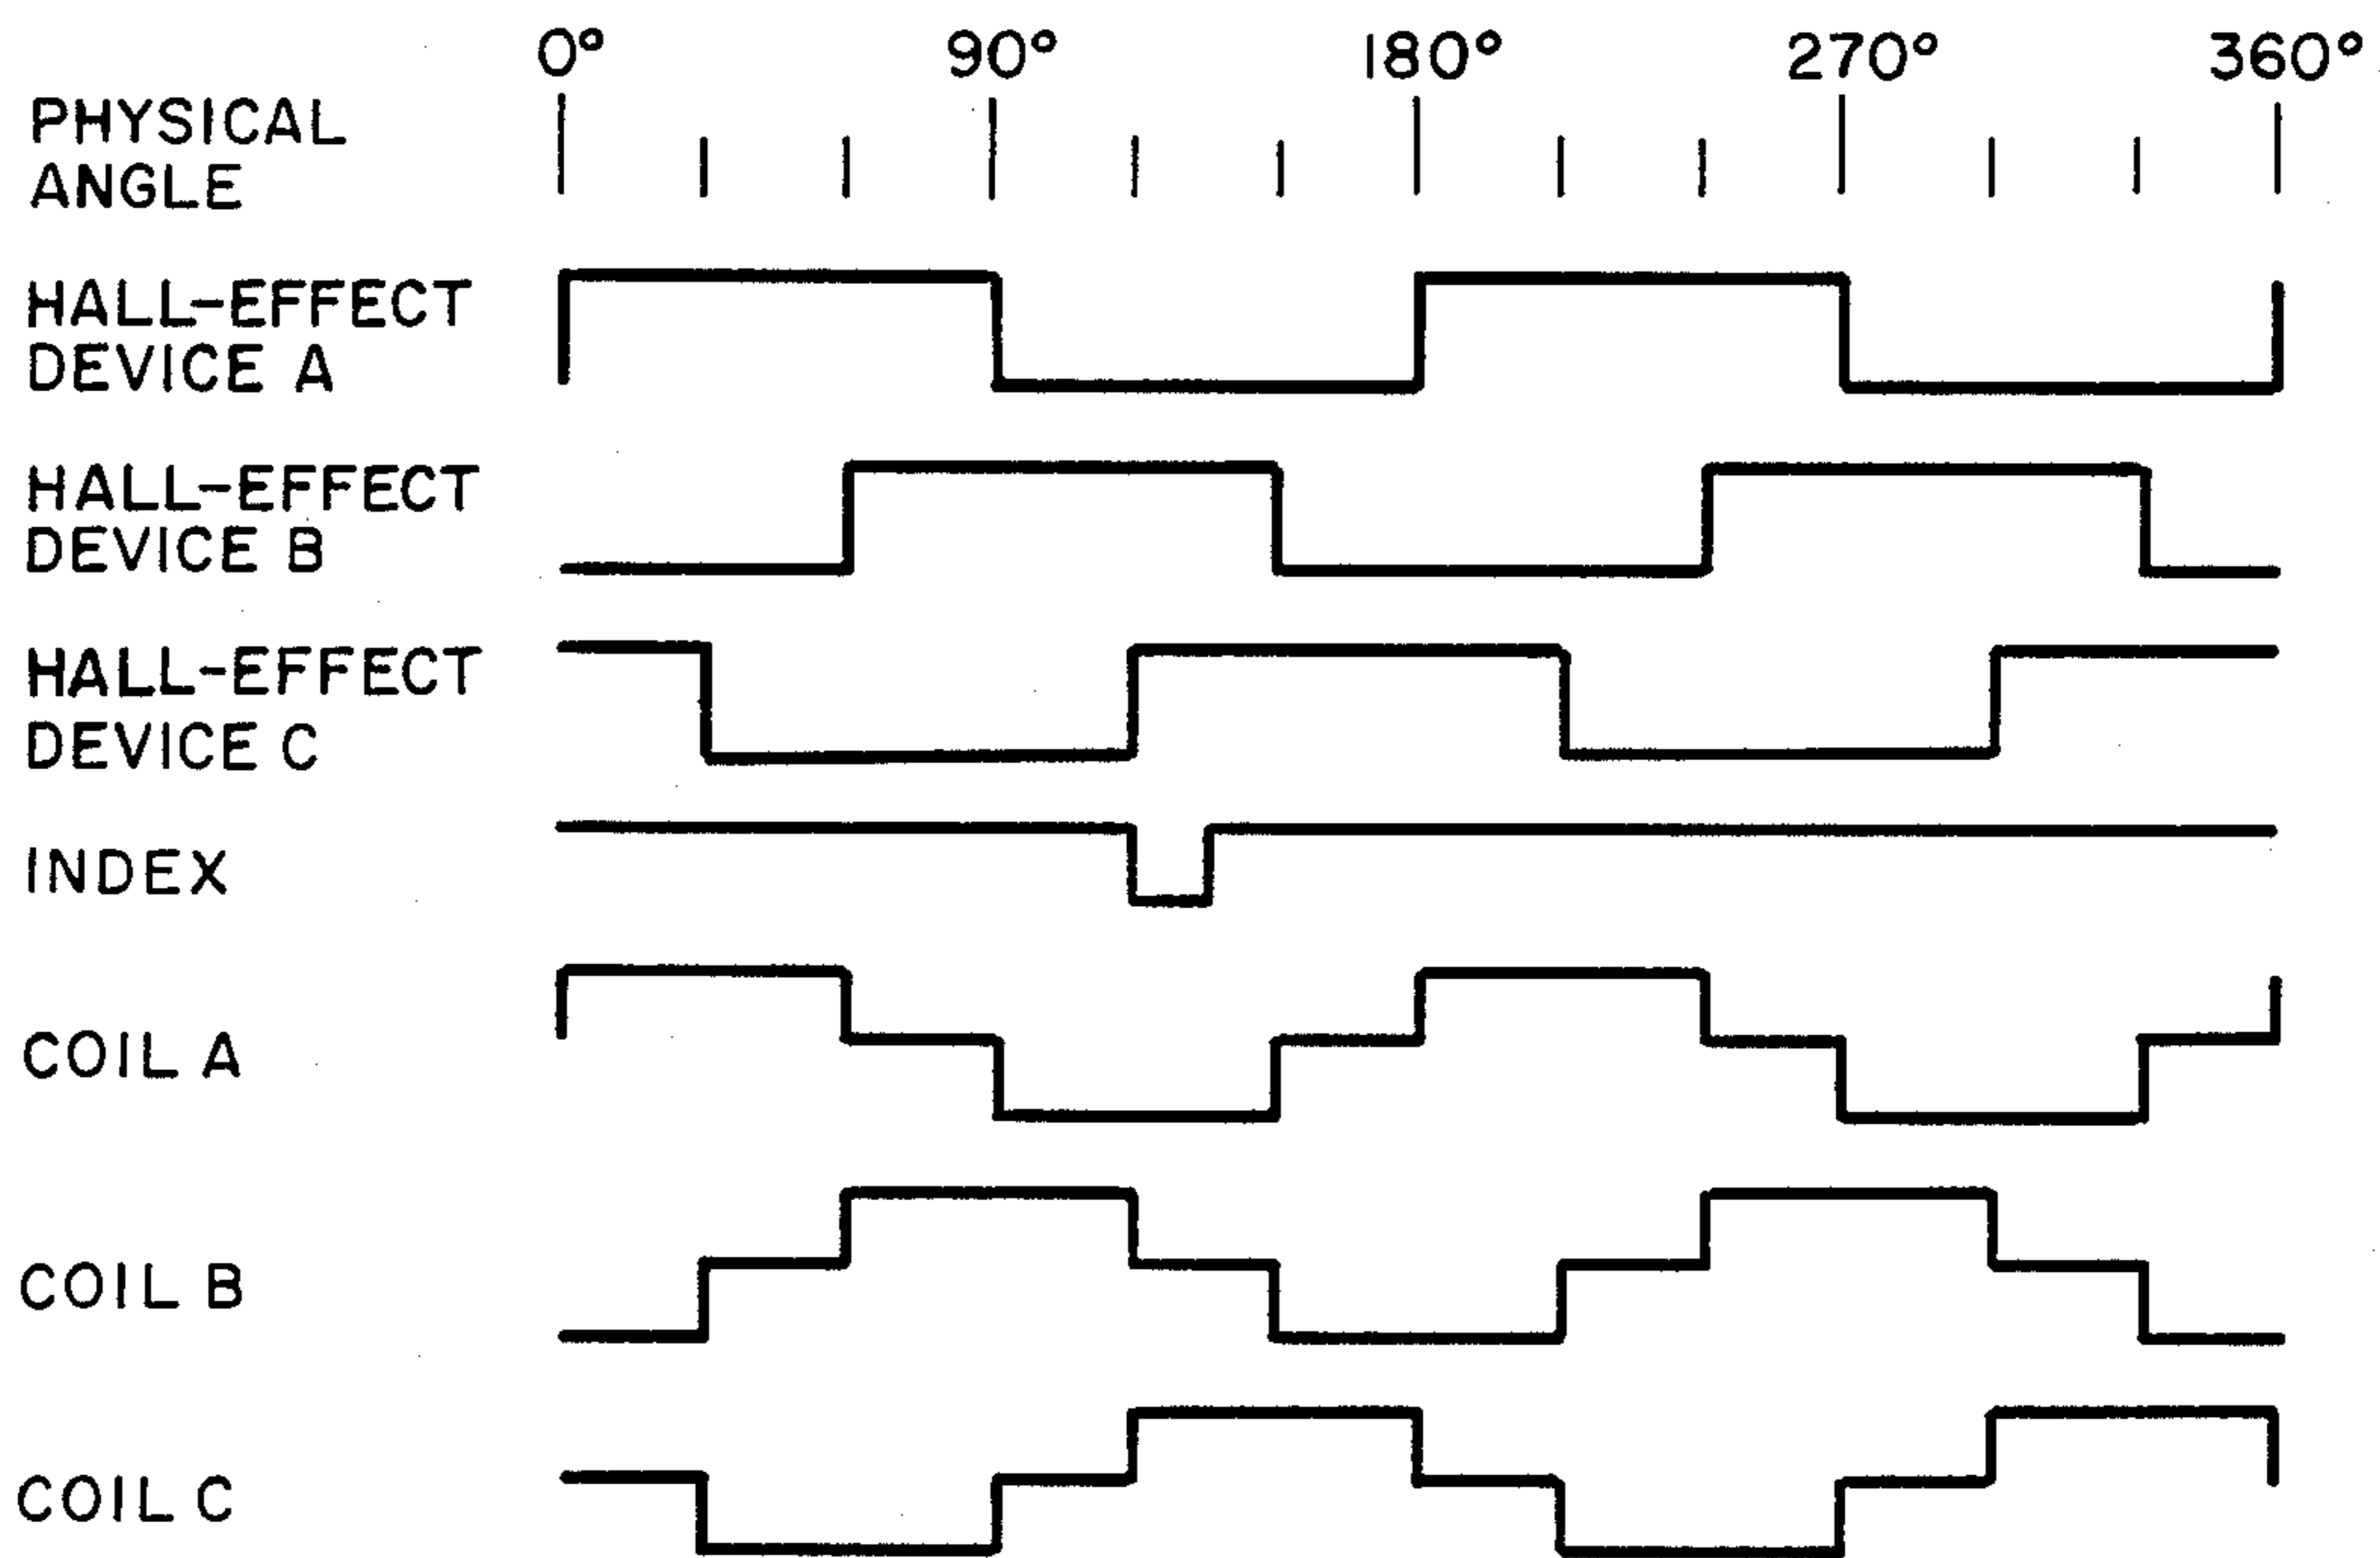 0° 90° 180° 270° 360°
PHYSICAL
ANGLE
HALL-EFFECT
DEVICE A
HALL-EFFECT
DEVICE B
HALL-EFFECT
DEVICE C
INDEX
COIL A
COIL B
COIL C